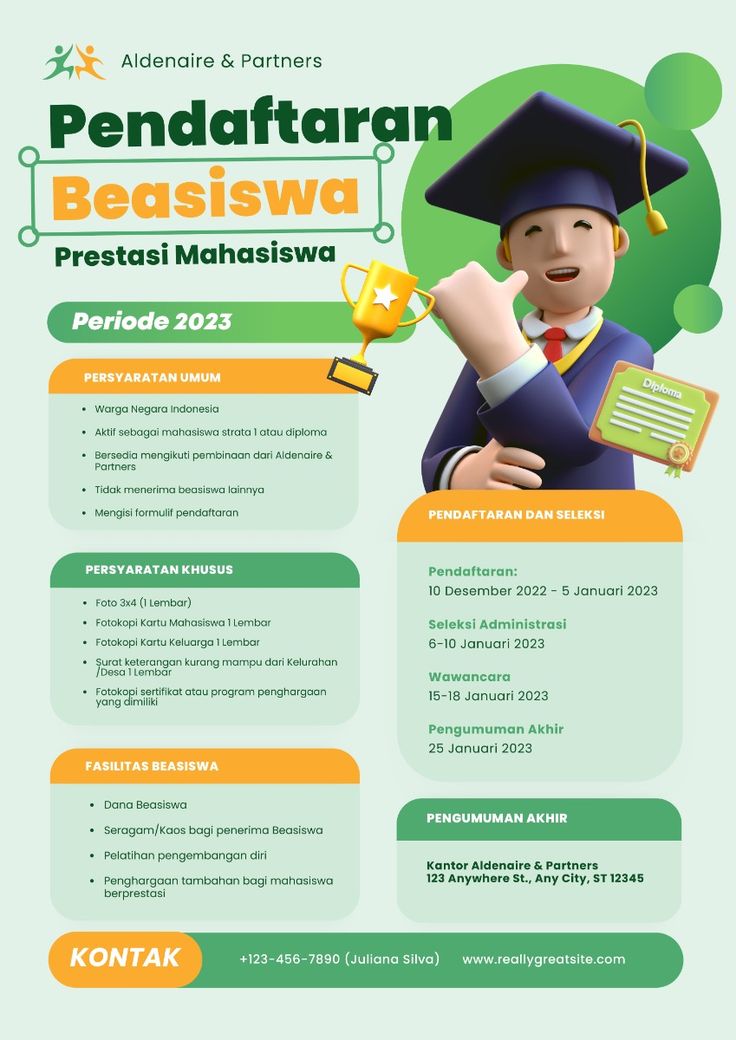 Aldenaire & Partners
Pendaftaran
Beasiswa
Prestasi Mahasiswa
Periode 2023
PERSYARATAN UMUM
• Warga Negara Indonesia
• Aktif sebagai mahasiswa strata 1 atau diploma
• Bersedia mengikuti pembinaan dari Aldenaire &
Partners
• Tidak menerima beasiswa lainnya
• Mengisi formulif pendaftaran
PERSYARATAN KHUSUS
• Foto 3x4 (1 Lembar)
• Fotokopi Kartu Mahasiswa 1 Lembar
• Fotokopi Kartu Keluarga 1 Lembar
• Surat keterangan kurang mampu dari Kelurahan
/Desa 1 Lembar
• Fotokopi sertifikat atau program penghargaan
yang dimiliki
FASILITAS BEASISWA
• Dana Beasiswa
• Seragam/Kaos bagi penerima Beasiswa
• Pelatihan pengembangan diri
• Penghargaan tambahan bagi mahasiswa
berprestasi
Diploma
PENDAFTARAN DAN SELEKSI
Pendaftaran:
10 Desember 2022 - 5 Januari 2023
Seleksi Administrasi
6-10 Januari 2023
Wawancara
15-18 Januari 2023
Pengumuman Akhir
25 Januari 2023
PENGUMUMAN AKHIR
Kantor Aldenaire & Partners
123 Anywhere St., Any City, ST 12345
KONTAK
+123-456-7890 (Juliana Silva) www.reallygreatsite.com